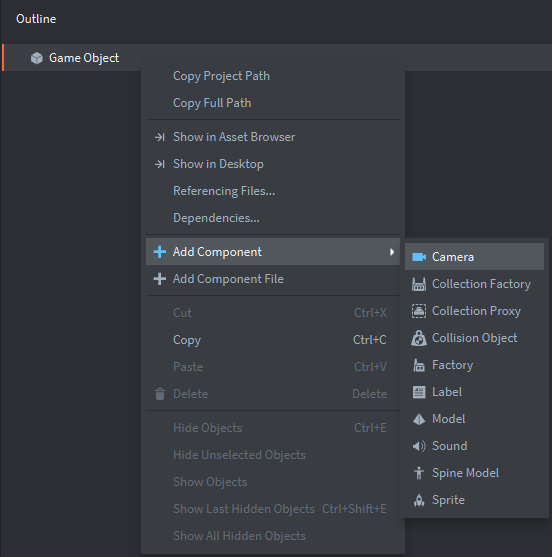 Outline
Game Object
Copy Project Path
Copy Full Path
Show in Asset Browser
Show in Desktop
Referencing Files...
Dependencies...
Add Component
Add Component File
Cut Ctrl+X
Copy Ctrl+C
Paste Ctrl+V
Delete Delete
Hide Objects Ctrl+E
Hide Unselected Objects
Show Objects
Show Last Hidden Objects Ctrl+Shift+E
Show All Hidden Objects
Camera
Collection Factory
Collection Proxy
Collision Object
Factory
Label
Model
Sound
Spine Model
Sprite